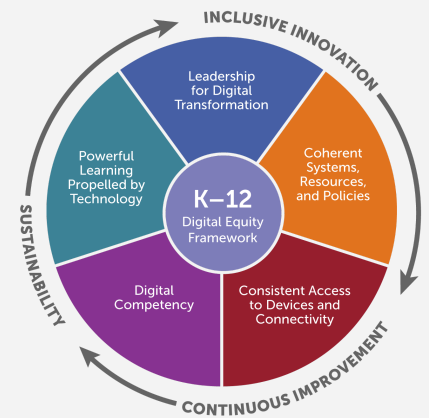 INCLUSIVE INNOVATION
Leadership
for Digital
Transformation
Coherent
Systems,
Resources,
and Policies
Powerful
Learning
Propelled by
Technology
K–12
Digital Equity
Framework
Digital
Competency
Consistent Access
to Devices and
Connectivity
SUSTAINABILITY
CONTINUOUS IMPROVEMENT